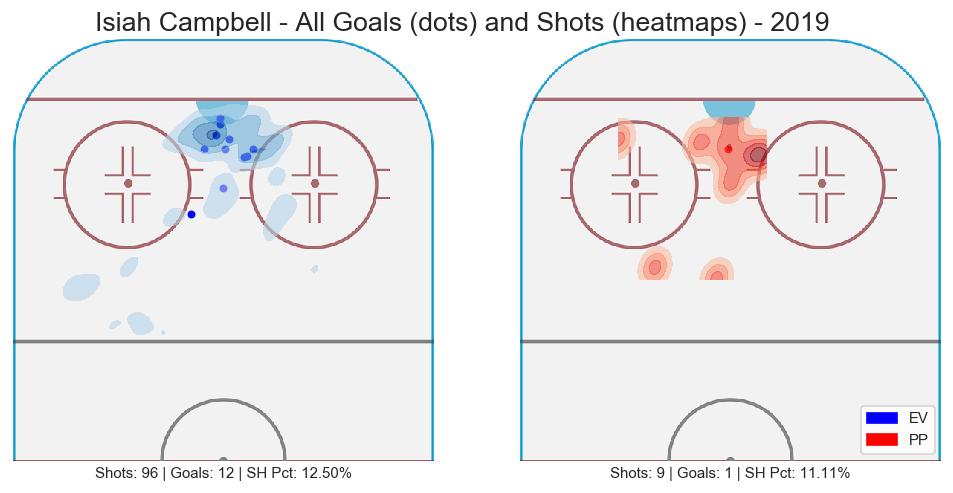 Isiah Campbell - All Goals (dots) and Shots (heatmaps) - 2019
EV
PP
Shots: 96 | Goals: 12 | SH Pct: 12.50%
Shots: 9 | Goals: 1 | SH Pct: 11.11%